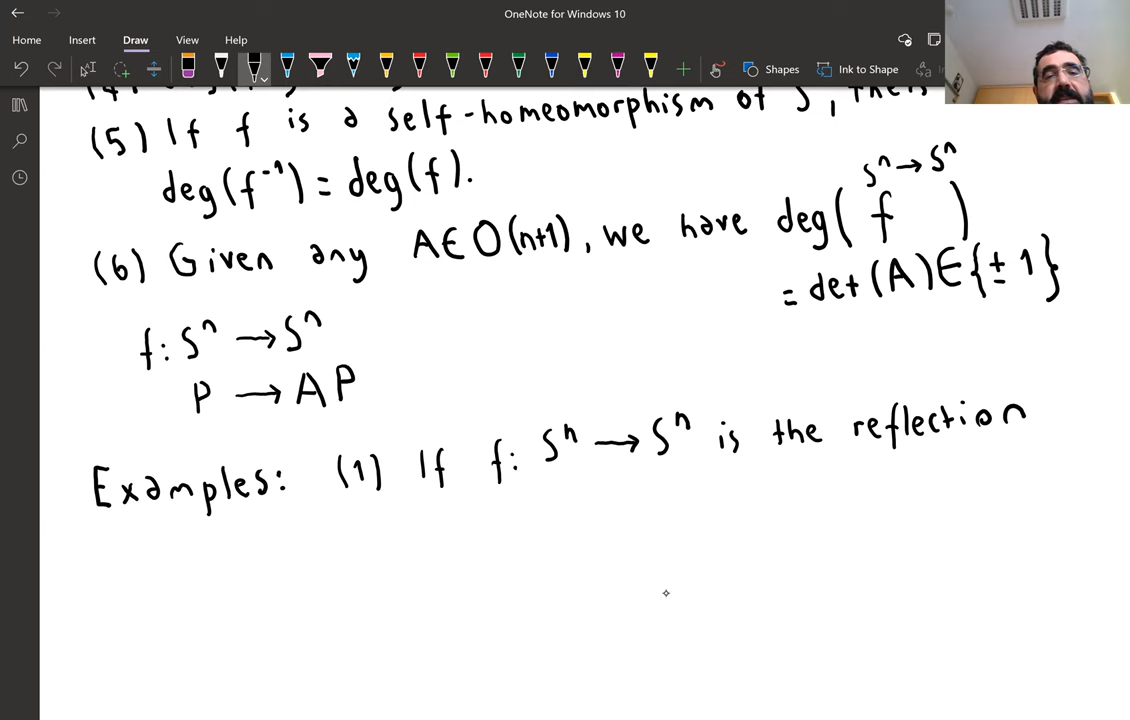 OneNote for Windows 10
Home Insert Draw View Help
Shapes Ink to Shape
(5) If f is a self-homeomorphism of
deg(f⁻¹) = deg(f).
Sⁿ → Sⁿ
(6) Given any A∈O(n+1), we have deg( f )
= det(A)∈{±1}
f: Sⁿ → Sⁿ
P → AP
Examples: (1) If f: Sⁿ → Sⁿ is the reflection